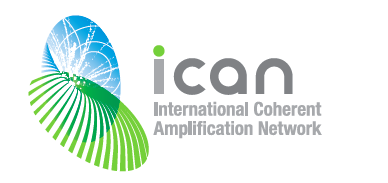 ican
International Coherent
Amplification Network